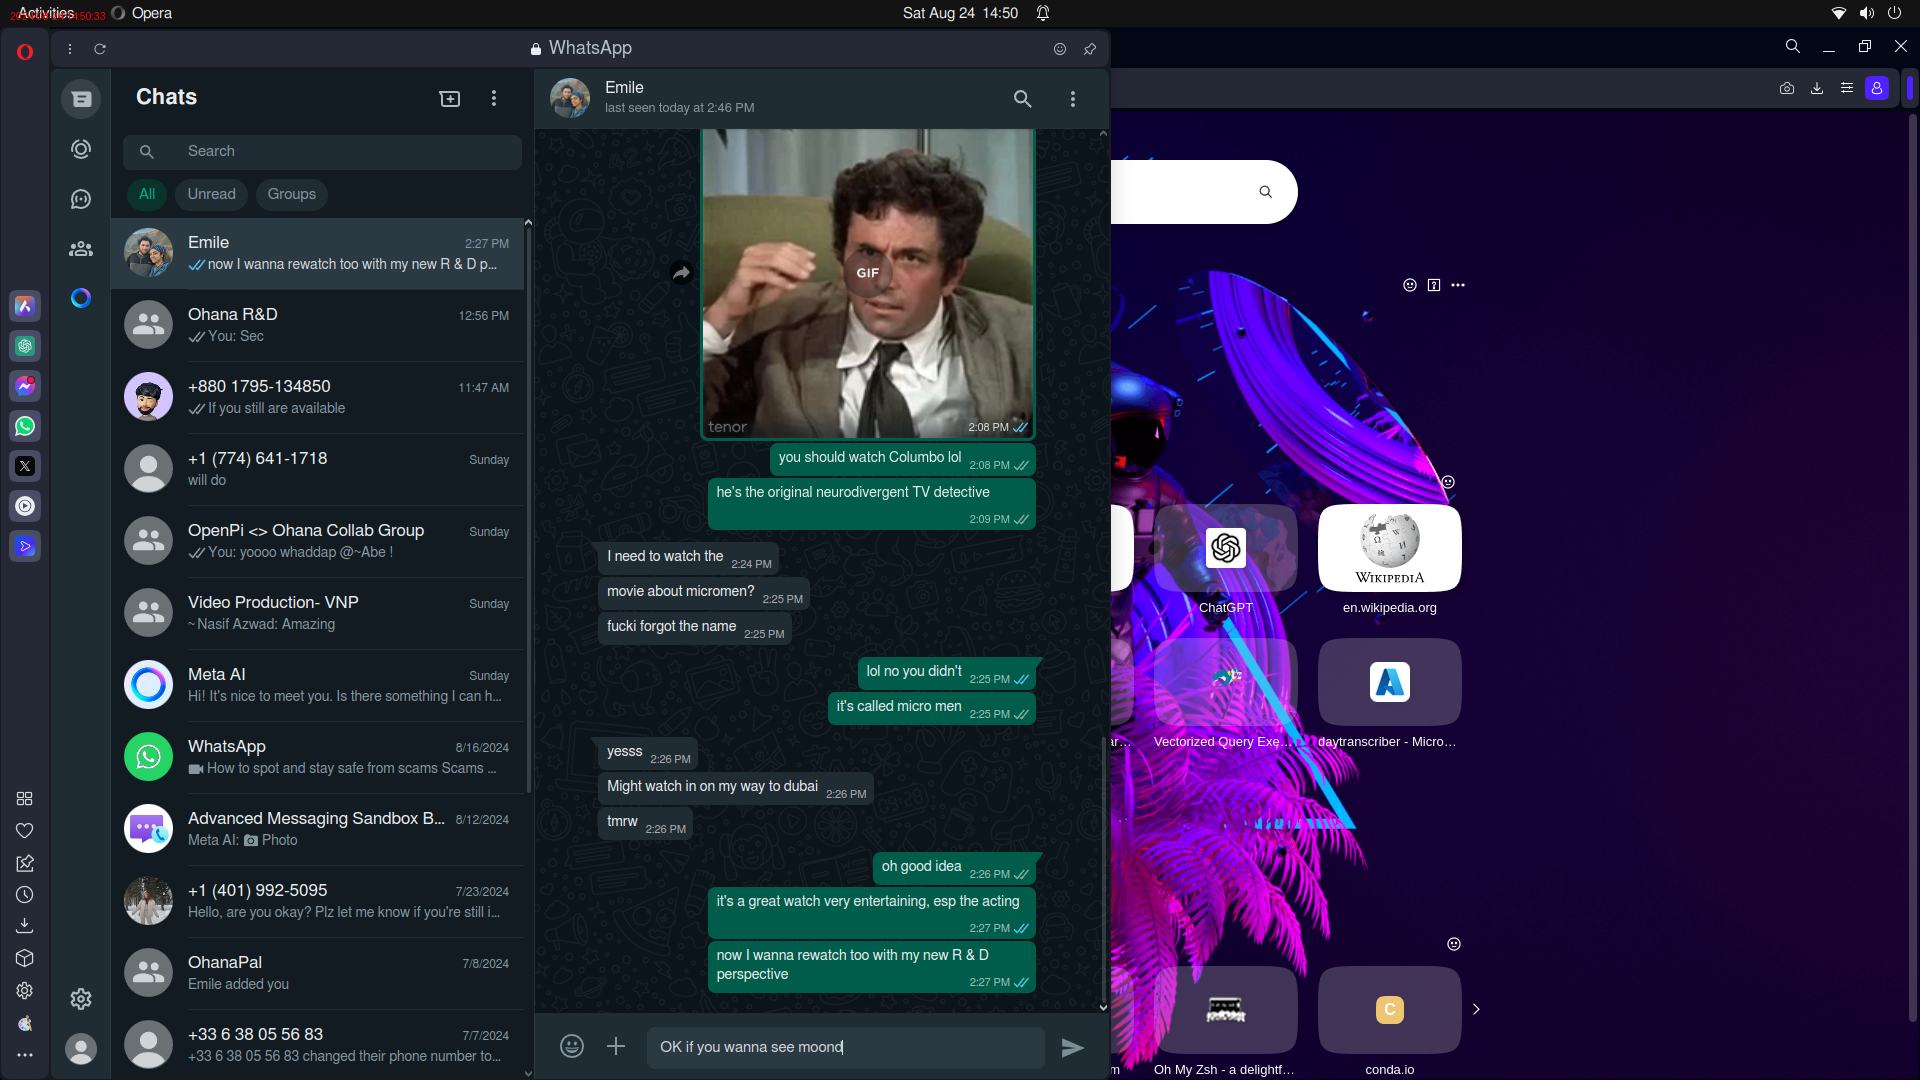 Activities
Opera
Sat Aug 24 14:50
WhatsApp
Chats
Search
All
Unread
Groups
Emile
2:27 PM
now I wanna rewatch too with my new R & D p...
Ohana R&D
12:56 PM
You: Sec
+880 1795-134850
11:47 AM
If you still are available
+1 (774) 641-1718
Sunday
will do
OpenPi <> Ohana Collab Group
Sunday
You: yoooo whaddap @~Abe !
Video Production- VNP
Sunday
~ Nasif Azwad: Amazing
Meta AI
Sunday
Hi! It's nice to meet you. Is there something I can h...
WhatsApp
8/16/2024
How to spot and stay safe from scams Scams ...
Advanced Messaging Sandbox B...
8/12/2024
Meta AI: Photo
+1 (401) 992-5095
7/23/2024
Hello, are you okay? Plz let me know if you're still i...
OhanaPal
7/8/2024
Emile added you
+33 6 38 05 56 83
7/7/2024
+33 6 38 05 56 83 changed their phone number to...
Emile
last seen today at 2:46 PM
GIF
tenor
2:08 PM
you should watch Columbo lol
2:08 PM
he's the original neurodivergent TV detective
2:09 PM
I need to watch the
2:24 PM
movie about micromen?
2:25 PM
fucki forgot the name
2:25 PM
lol no you didn't
2:25 PM
it's called micro men
2:25 PM
yesss
2:26 PM
Might watch in on my way to dubai
2:26 PM
tmrw
2:26 PM
oh good idea
2:26 PM
it's a great watch very entertaining, esp the acting
2:27 PM
now I wanna rewatch too with my new R & D
perspective
2:27 PM
OK if you wanna see moond
ChatGPT
WIKIPEDIA
en.wikipedia.org
ar...
Vectorized Query Exe...
daytranscriber - Micro...
C
m
Oh My Zsh - a delightf...
conda.io